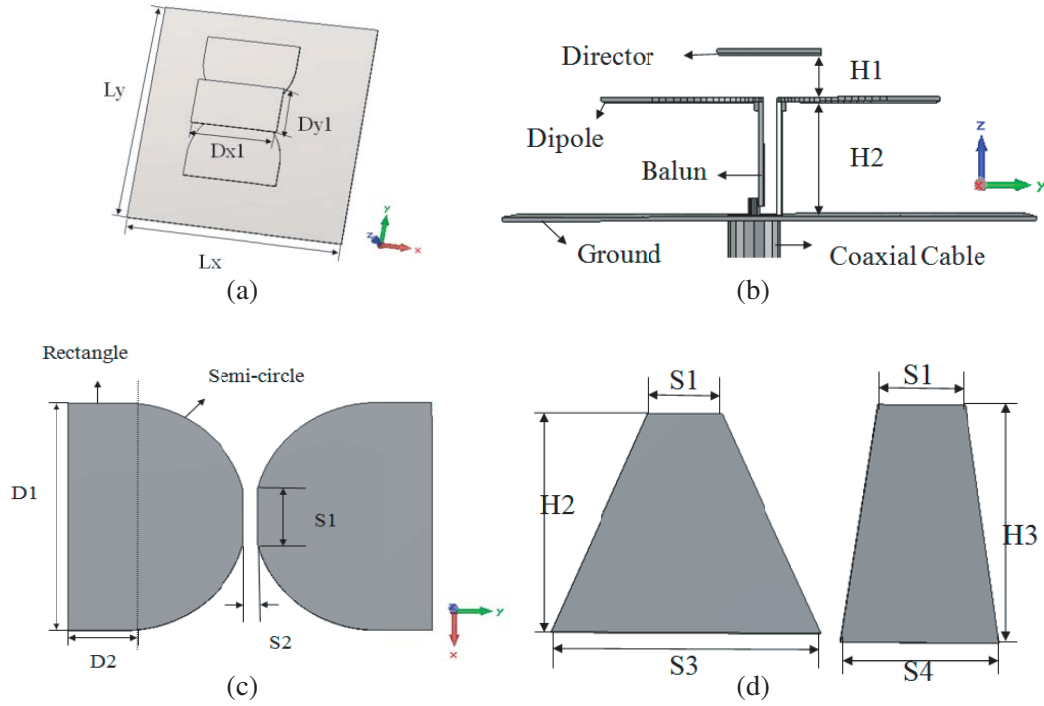 Ly
Dy1
Dx1
Lx
z
y
x
(a)
Director
H1
Dipole
H2
Balun
z
x
y
Ground
Coaxial Cable
(b)
Rectangle
Semi-circle
D1
S1
S2
D2
z
y
x
(c)
S1
S1
H2
H3
S3
S4
(d)